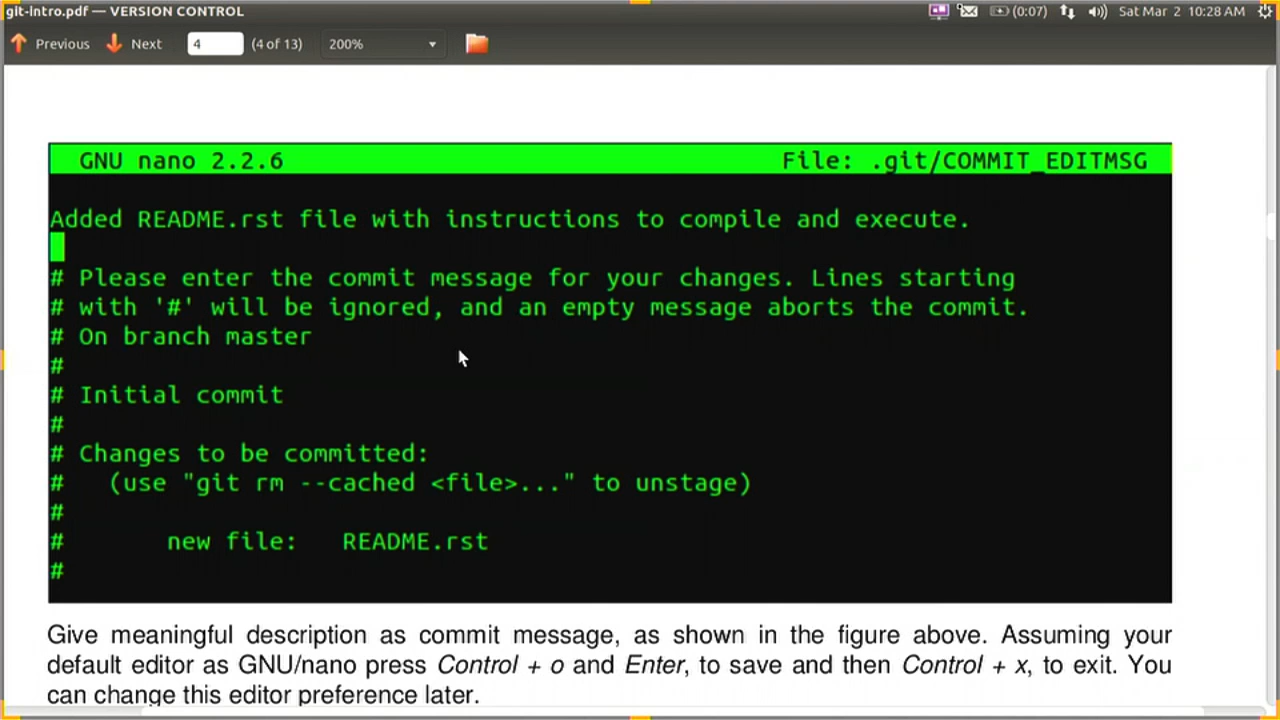 git-intro.pdf — VERSION CONTROL (0:07) Sat Mar 2 10:28 AM
Previous Next 4 (4 of 13) 200%
GNU nano 2.2.6 File: .git/COMMIT_EDITMSG
Added README.rst file with instructions to compile and execute.
# Please enter the commit message for your changes. Lines starting
# with '#' will be ignored, and an empty message aborts the commit.
# On branch master
#
# Initial commit
#
# Changes to be committed:
#   (use "git rm --cached <file>..." to unstage)
#
#       new file:   README.rst
#
Give meaningful description as commit message, as shown in the figure above. Assuming your
default editor as GNU/nano press Control + o and Enter, to save and then Control + x, to exit. You
can change this editor preference later.